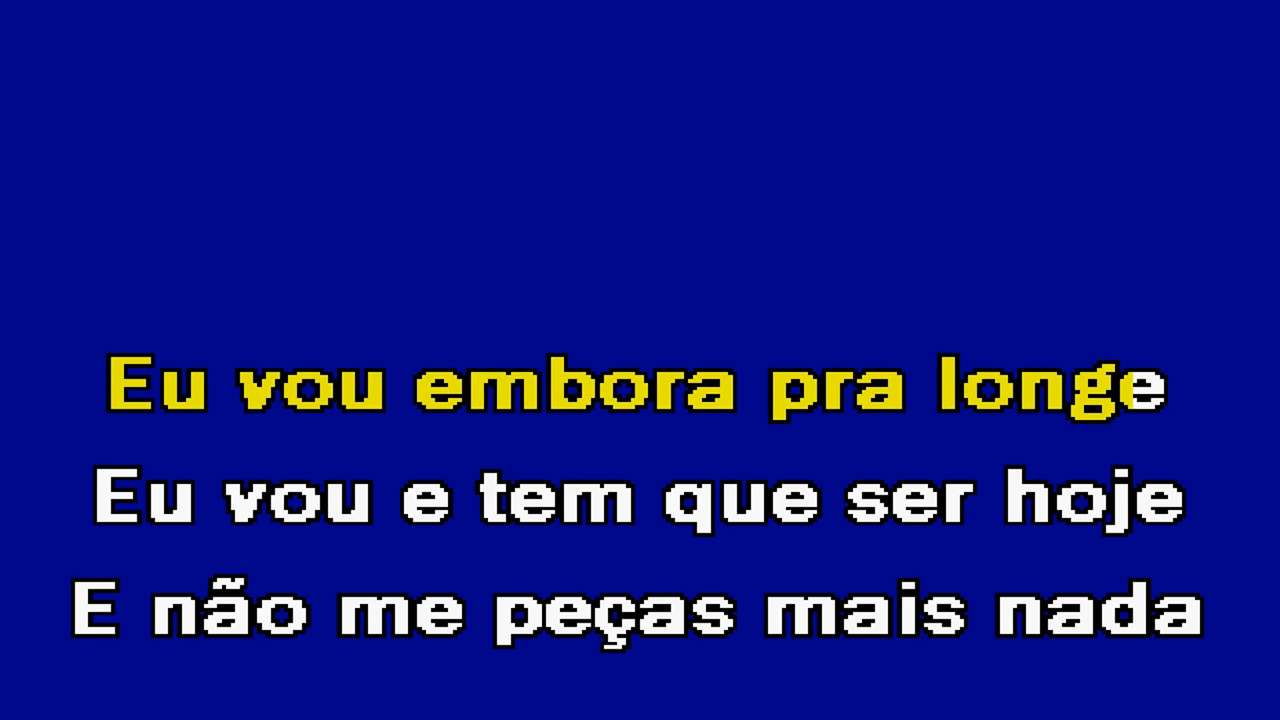 Eu vou embora pra longe
Eu vou e tem que ser hoje
E não me peças mais nada